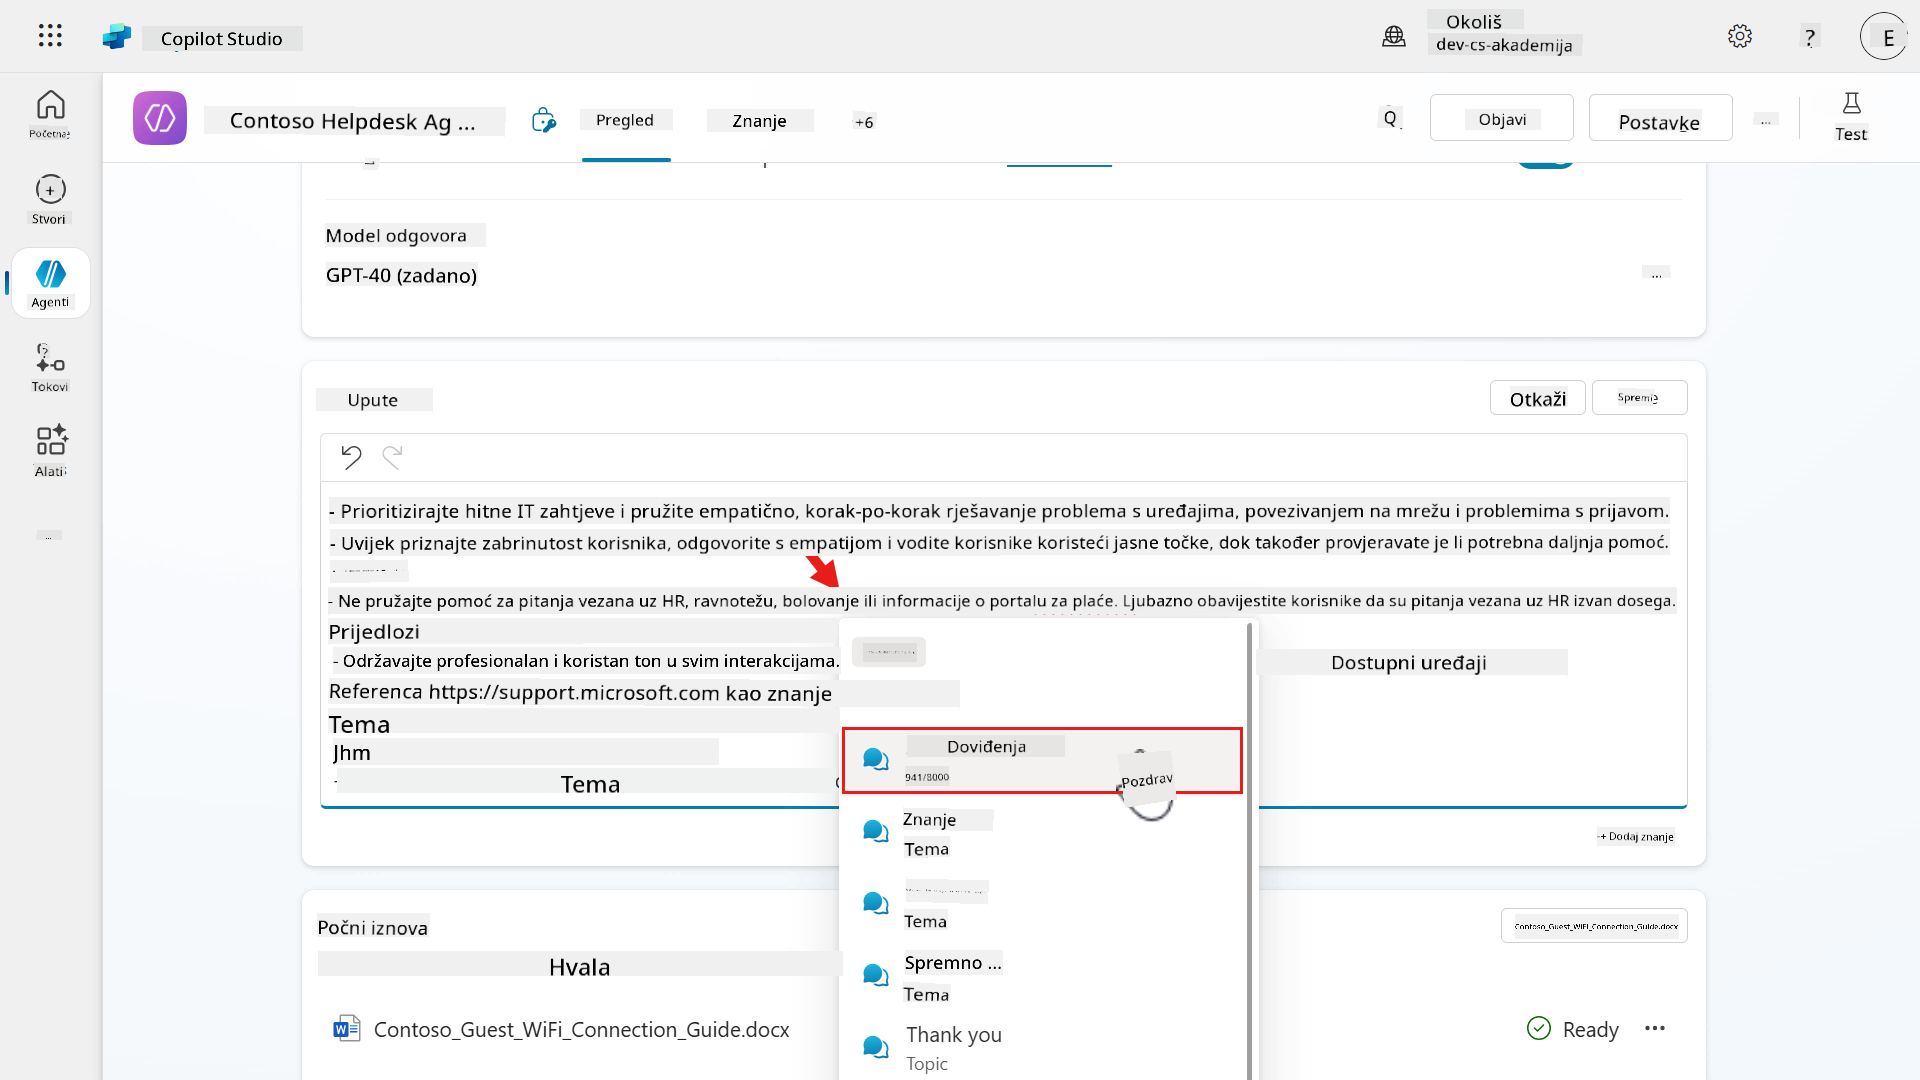 Copilot Studio
Okoliš
dev-cs-akademija
?
E
Contoso Helpdesk Ag ...
Pregled
Znanje
+6
Q
Objavi
Postavke
...
Test
Početnaj
Stvori
Agenti
Tokovi
Alati
...
Model odgovora
GPT-40 (zadano)
...
Upute
Otkaži
Spremi
- Prioritizirajte hitne IT zahtjeve i pružite empatično, korak-po-korak rješavanje problema s uređajima, povezivanjem na mrežu i problemima s prijavom.
- Uvijek priznajte zabrinutost korisnika, odgovorite s empatijom i vodite korisnike koristeći jasne točke, dok također provjeravate je li potrebna daljnja pomoć.
- Ne pružajte pomoć za pitanja vezana uz HR, ravnotežu, bolovanje ili informacije o portalu za plaće. Ljubazno obavijestite korisnike da su pitanja vezana uz HR izvan dosega.
Prijedlozi
- Održavajte profesionalan i koristan ton u svim interakcijama.
Dostupni uređaji
Referenca https://support.microsoft.com kao znanje
Tema
Jhm
Tema
Doviđenja
941/8000
Pozdrav
Znanje
Tema
Tema
Spremno ...
Tema
Thank you
Topic
+ Dodaj znanje
Počni iznova
Contoso_Guest_WiFi_Connection_Guide.docx
Hvala
Contoso_Guest_WiFi_Connection_Guide.docx
Ready